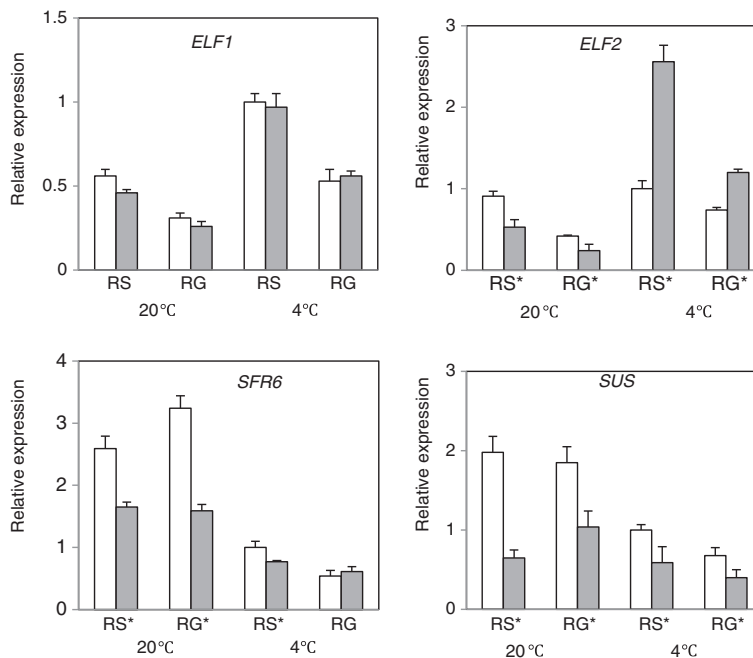 ELF1
Relative expression
1.5
1
0.5
0
RS RG RS RG
20℃ 4℃
ELF2
Relative expression
3
2
1
0
RS* RG* RS* RG*
20℃ 4℃
SFR6
Relative expression
4
3
2
1
0
RS* RG* RS* RG
20℃ 4℃
SUS
Relative expression
3
2
1
0
RS* RG* RS* RG*
20℃ 4℃